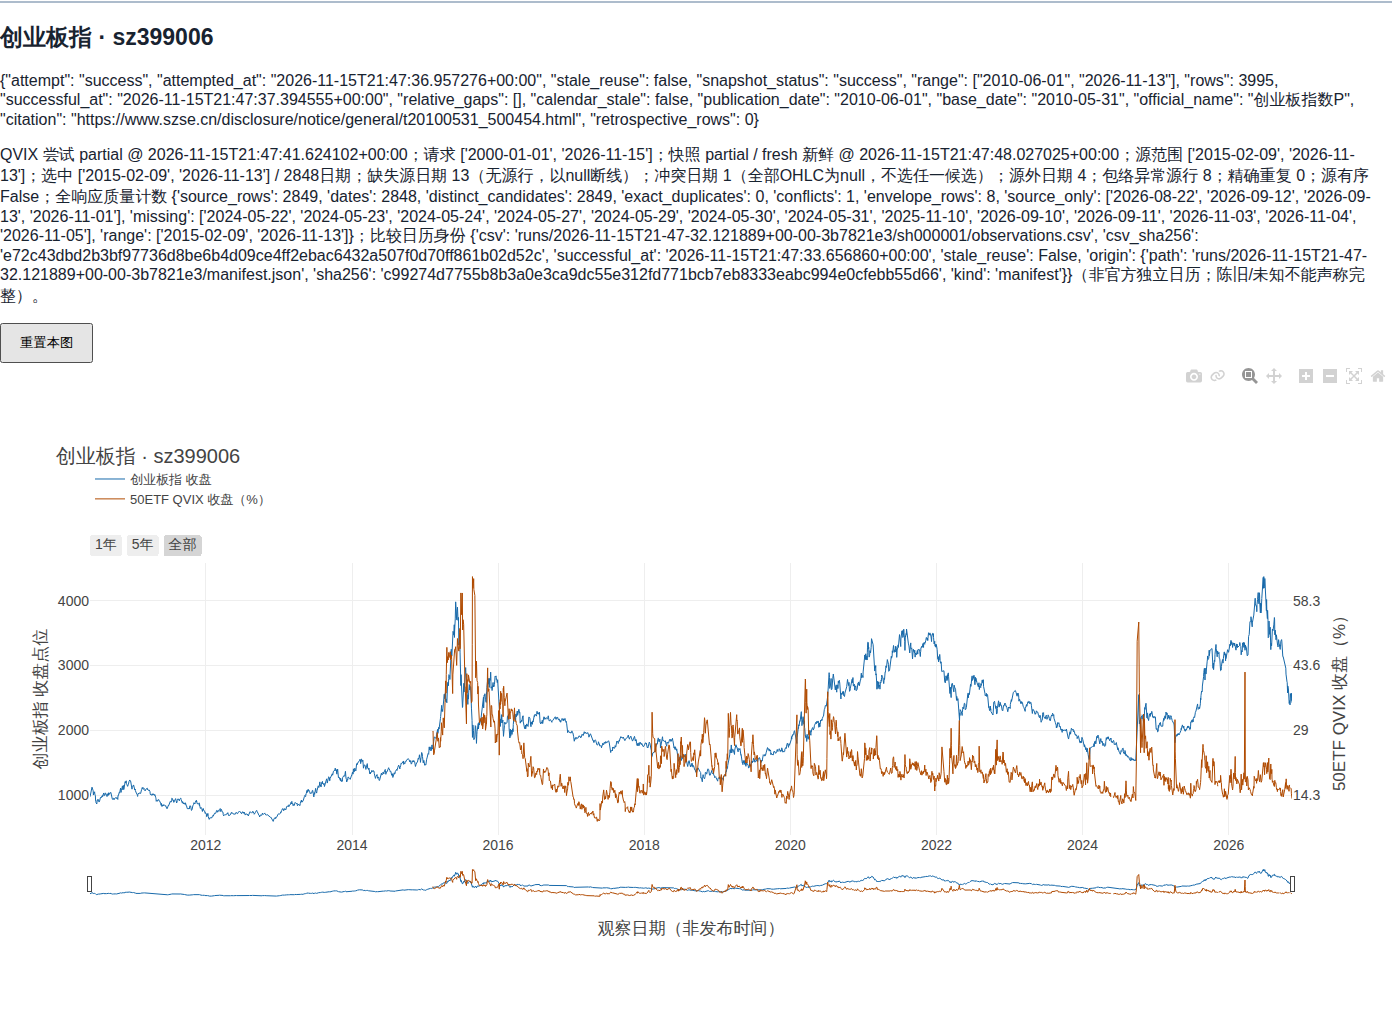 创业板指 · sz399006
{"attempt": "success", "attempted_at": "2026-11-15T21:47:36.957276+00:00", "stale_reuse": false, "snapshot_status": "success", "range": ["2010-06-01", "2026-11-13"], "rows": 3995,
"successful_at": "2026-11-15T21:47:37.394555+00:00", "relative_gaps": [], "calendar_stale": false, "publication_date": "2010-06-01", "base_date": "2010-05-31", "official_name": "创业板指数P",
"citation": "https://www.szse.cn/disclosure/notice/general/t20100531_500454.html", "retrospective_rows": 0}
QVIX 尝试 partial @ 2026-11-15T21:47:41.624102+00:00；请求 ['2000-01-01', '2026-11-15']；快照 partial / fresh 新鲜 @ 2026-11-15T21:47:48.027025+00:00；源范围 ['2015-02-09', '2026-11-
13']；选中 ['2015-02-09', '2026-11-13'] / 2848日期；缺失源日期 13（无源行，以null断线）；冲突日期 1（全部OHLC为null，不选任一候选）；源外日期 4；包络异常源行 8；精确重复 0；源有序
False；全响应质量计数 {'source_rows': 2849, 'dates': 2848, 'distinct_candidates': 2849, 'exact_duplicates': 0, 'conflicts': 1, 'envelope_rows': 8, 'source_only': ['2026-08-22', '2026-09-12', '2026-09-
13', '2026-11-01'], 'missing': ['2024-05-22', '2024-05-23', '2024-05-24', '2024-05-27', '2024-05-29', '2024-05-30', '2024-05-31', '2025-11-10', '2026-09-10', '2026-09-11', '2026-11-03', '2026-11-04',
'2026-11-05'], 'range': ['2015-02-09', '2026-11-13']}；比较日历身份 {'csv': 'runs/2026-11-15T21-47-32.121889+00-00-3b7821e3/sh000001/observations.csv', 'csv_sha256':
'e72c43dbd2b3bf97736d8be6b4d09ce4ff2ebac6432a507f0d70ff861b02d52c', 'successful_at': '2026-11-15T21:47:33.656860+00:00', 'stale_reuse': False, 'origin': {'path': 'runs/2026-11-15T21-47-
32.121889+00-00-3b7821e3/manifest.json', 'sha256': 'c99274d7755b8b3a0e3ca9dc55e312fd771bcb7eb8333eabc994e0cfebb55d66', 'kind': 'manifest'}}（非官方独立日历；陈旧/未知不能声称完
整）。
重置本图
创业板指 · sz399006
创业板指 收盘
50ETF QVIX 收盘（%）
1年 5年 全部
4000
3000
2000
1000
创业板指 收盘点位
58.3
43.6
29
14.3
50ETF QVIX 收盘（%）
2012 2014 2016 2018 2020 2022 2024 2026
观察日期（非发布时间）